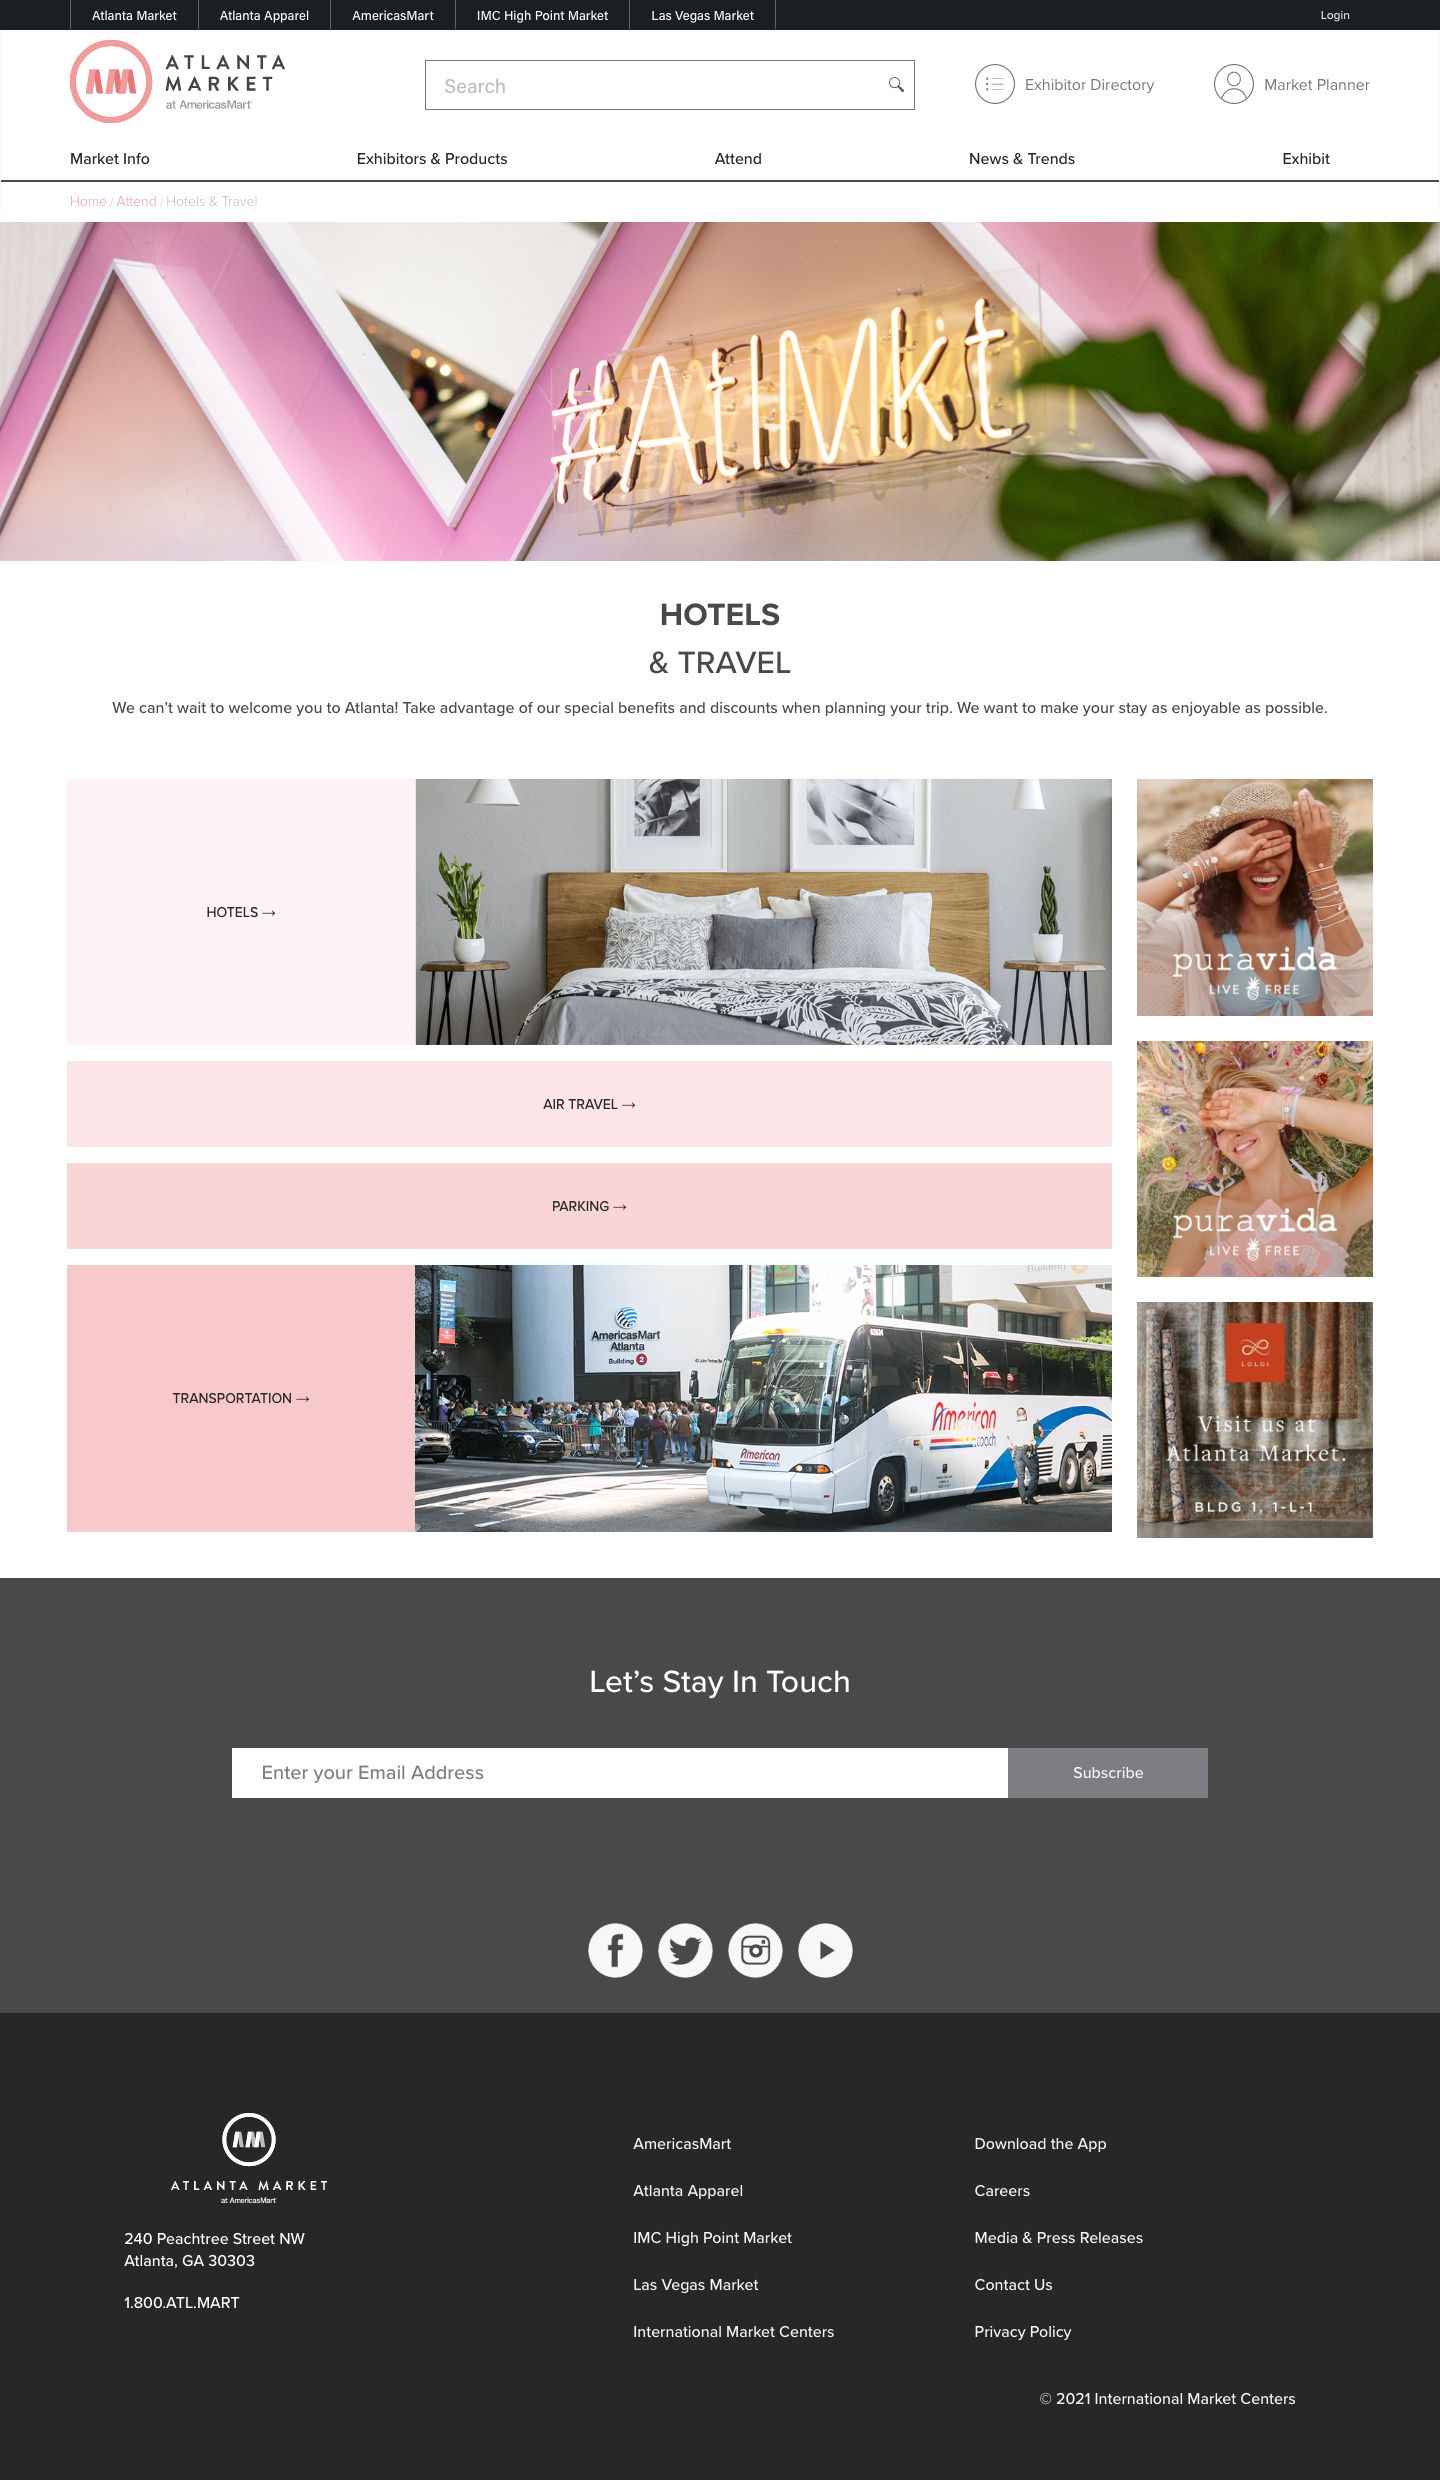 Atlanta Market
Atlanta Apparel
AmericasMart
IMC High Point Market
Las Vegas Market
Login
AM
ATLANTA
MARKET
at AmericasMart
Search
Exhibitor Directory
Market Planner
Market Info
Exhibitors & Products
Attend
News & Trends
Exhibit
Home / Attend / Hotels & Travel
#AtlMkt
HOTELS
& TRAVEL
We can’t wait to welcome you to Atlanta! Take advantage of our special benefits and discounts when planning your trip. We want to make your stay as enjoyable as possible.
HOTELS →
puravida
LIVE FREE
AIR TRAVEL →
PARKING →
puravida
LIVE FREE
TRANSPORTATION →
Building
AmericasMart
Atlanta
Building 2
62824
American
coach
American
coach
LOLOI
Visit us at
Atlanta Market.
BLDG 1, 1-L-1
Let’s Stay In Touch
Enter your Email Address
Subscribe
AM
ATLANTA MARKET
at AmericasMart
240 Peachtree Street NW
Atlanta, GA 30303
1.800.ATL.MART
AmericasMart
Atlanta Apparel
IMC High Point Market
Las Vegas Market
International Market Centers
Download the App
Careers
Media & Press Releases
Contact Us
Privacy Policy
© 2021 International Market Centers